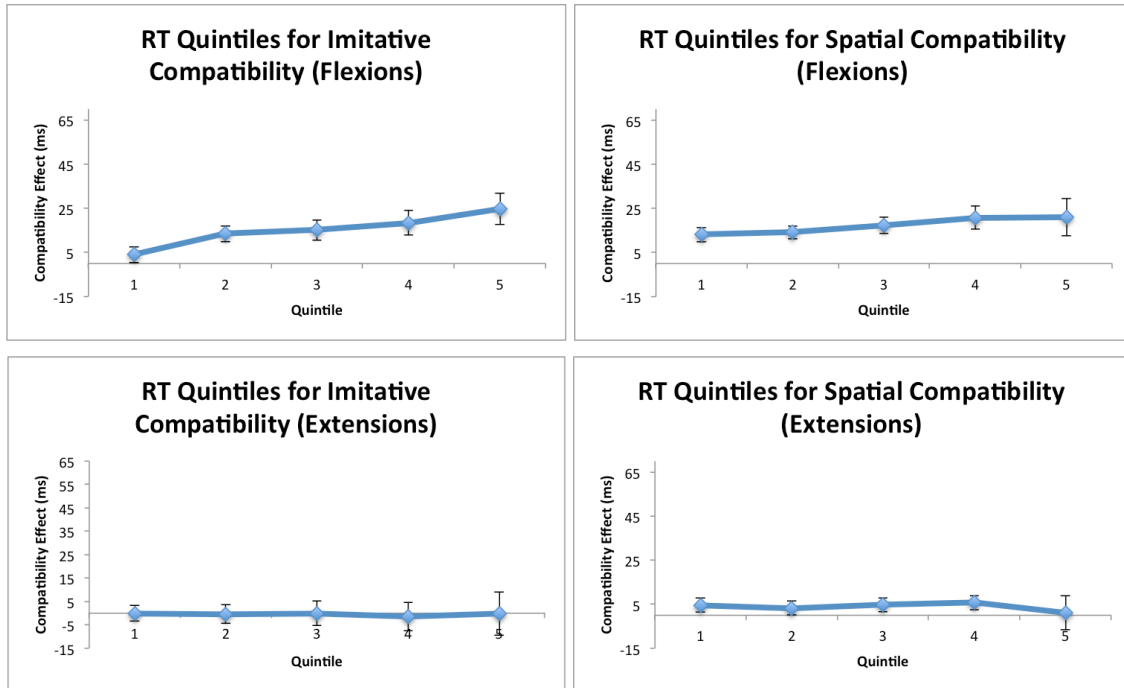 RT Quintiles for Imitative
Compatibility (Flexions)
Compatibility Effect (ms)
65
45
25
5
-15
1 2 3 4 5
Quintile
RT Quintiles for Spatial Compatibility
(Flexions)
Compatibility Effect (ms)
65
45
25
5
-15
1 2 3 4 5
Quintile
RT Quintiles for Imitative
Compatibility (Extensions)
Compatibility Effect (ms)
65
55
45
35
25
15
5
-5
-15
1 2 3 4 5
Quintile
RT Quintiles for Spatial Compatibility
(Extensions)
Compatibility Effect (ms)
65
45
25
5
-15
1 2 3 4 5
Quintile